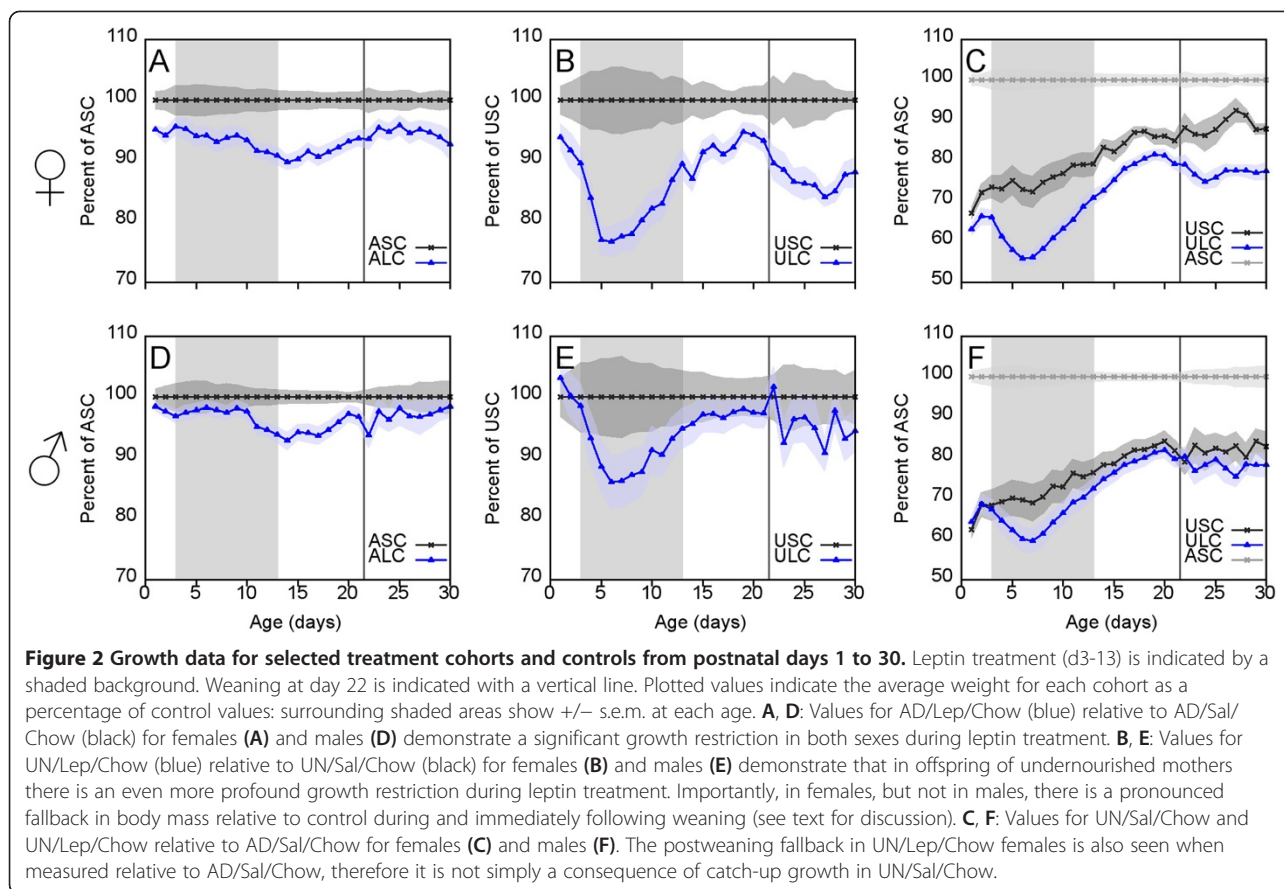 A
Percent of ASC
110
100
90
80
70
ASC
ALC
B
Percent of USC
110
100
90
80
70
USC
ULC
C
Percent of ASC
110
100
90
80
70
60
50
USC
ULC
ASC
♀
D
Percent of ASC
110
100
90
80
70
ASC
ALC
0 5 10 15 20 25 30
Age (days)
E
Percent of USC
110
100
90
80
70
USC
ULC
0 5 10 15 20 25 30
Age (days)
F
Percent of ASC
110
100
90
80
70
60
50
USC
ULC
ASC
0 5 10 15 20 25 30
Age (days)
♂
Figure 2 Growth data for selected treatment cohorts and controls from postnatal days 1 to 30. Leptin treatment (d3-13) is indicated by a
shaded background. Weaning at day 22 is indicated with a vertical line. Plotted values indicate the average weight for each cohort as a
percentage of control values: surrounding shaded areas show +/− s.e.m. at each age. A, D: Values for AD/Lep/Chow (blue) relative to AD/Sal/
Chow (black) for females (A) and males (D) demonstrate a significant growth restriction in both sexes during leptin treatment. B, E: Values for
UN/Lep/Chow (blue) relative to UN/Sal/Chow (black) for females (B) and males (E) demonstrate that in offspring of undernourished mothers
there is an even more profound growth restriction during leptin treatment. Importantly, in females, but not in males, there is a pronounced
fallback in body mass relative to control during and immediately following weaning (see text for discussion). C, F: Values for UN/Sal/Chow and
UN/Lep/Chow relative to AD/Sal/Chow for females (C) and males (F). The postweaning fallback in UN/Lep/Chow females is also seen when
measured relative to AD/Sal/Chow, therefore it is not simply a consequence of catch-up growth in UN/Sal/Chow.